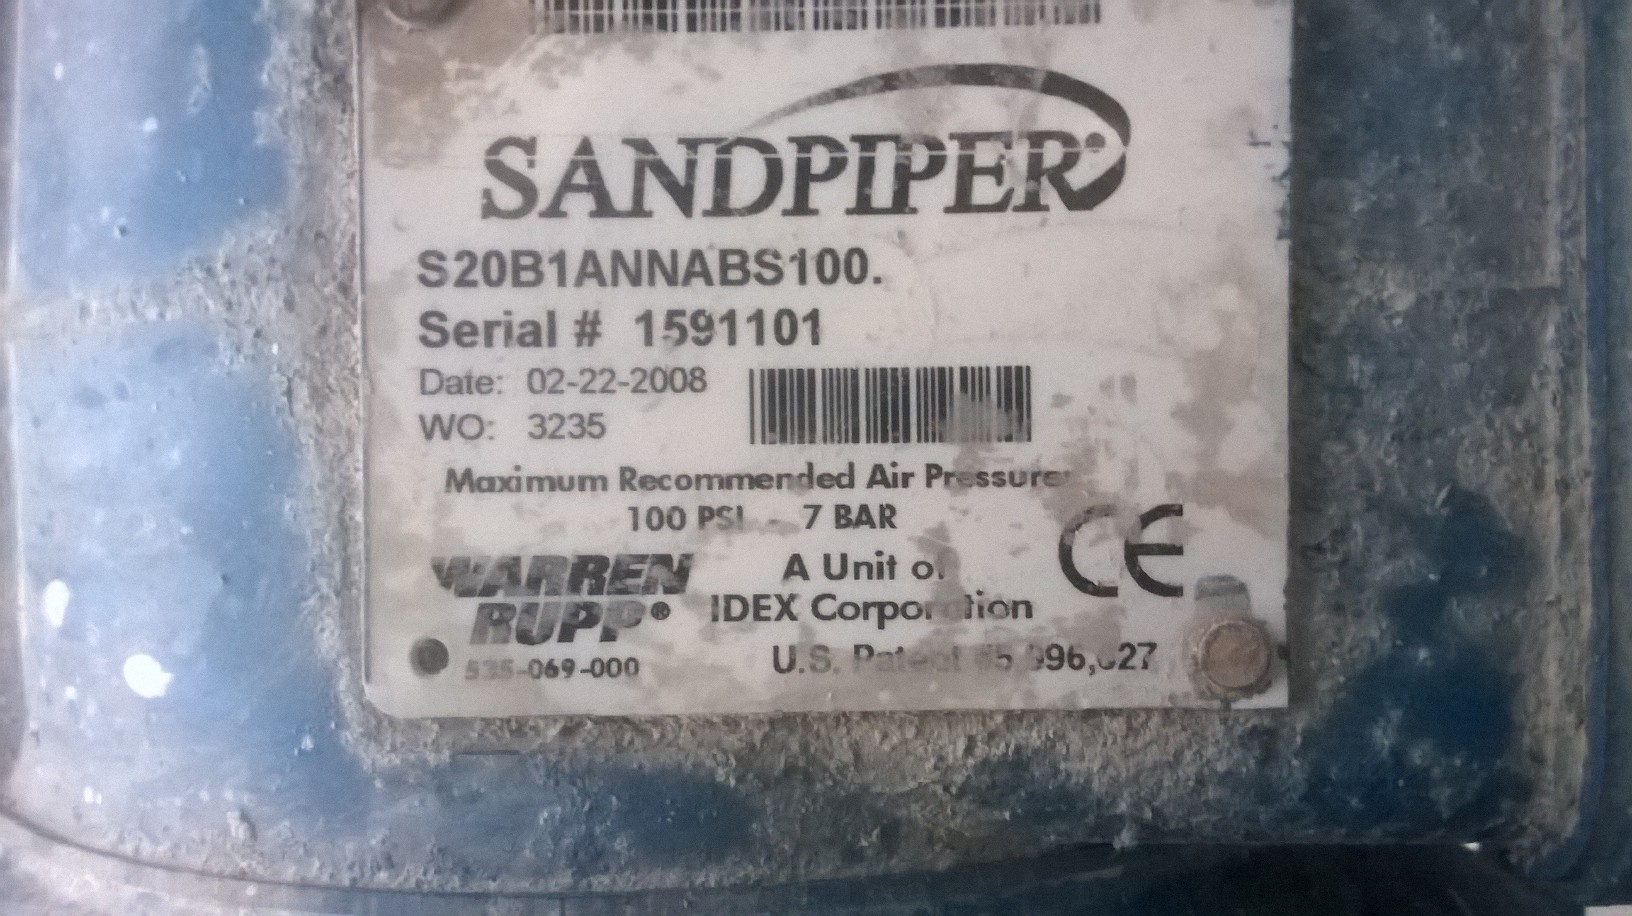 SANDPIPER®
S20B1ANNABS100.
Serial # 1591101
Date: 02-22-2008
WO: 3235
Maximum Recommended Air Pressure:
100 PSI - 7 BAR
CE
WARREN
RUPP®
A Unit of
IDEX Corporation
535-069-000
U.S. Patent